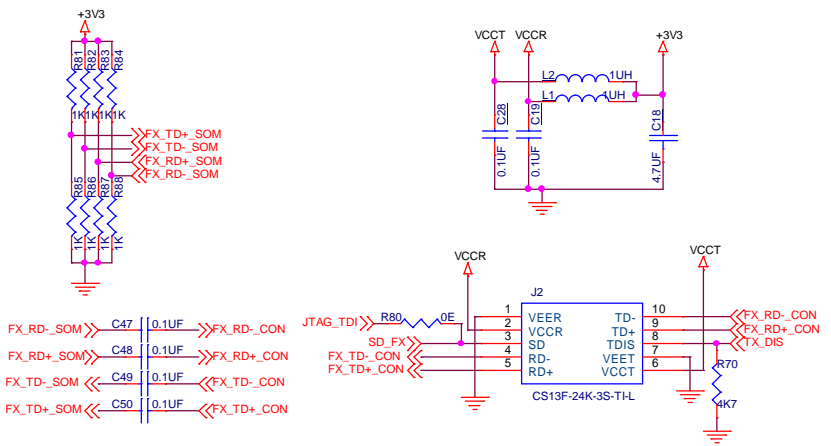 +3V3
R81
R82
R83
R84
1K
1K
1K
1K
FX_TD+_SOM
FX_TD-_SOM
FX_RD+_SOM
FX_RD-_SOM
R85
R86
R87
R88
1K
1K
1K
1K
VCCT
VCCR
+3V3
L2
1UH
L1
1UH
C28
C19
C18
0.1UF
0.1UF
4.7UF
FX_RD-_SOM
C47
0.1UF
FX_RD-_CON
FX_RD+_SOM
C48
0.1UF
FX_RD+_CON
FX_TD-_SOM
C49
0.1UF
FX_TD-_CON
FX_TD+_SOM
C50
0.1UF
FX_TD+_CON
VCCR
VCCT
J2
JTAG_TDI
R80
0E
SD_FX
FX_TD-_CON
FX_TD+_CON
1 VEER
2 VCCR
3 SD
4 RD-
5 RD+
TD- 10
TD+ 9
TDIS 8
VEET 7
VCCT 6
FX_RD-_CON
FX_RD+_CON
TX_DIS
R70
4K7
CS13F-24K-3S-TI-L